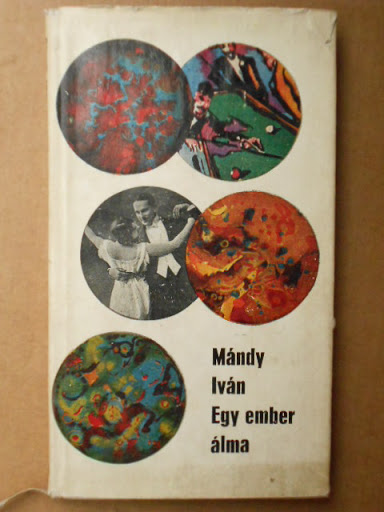 Mándy
Iván
Egy ember
álma